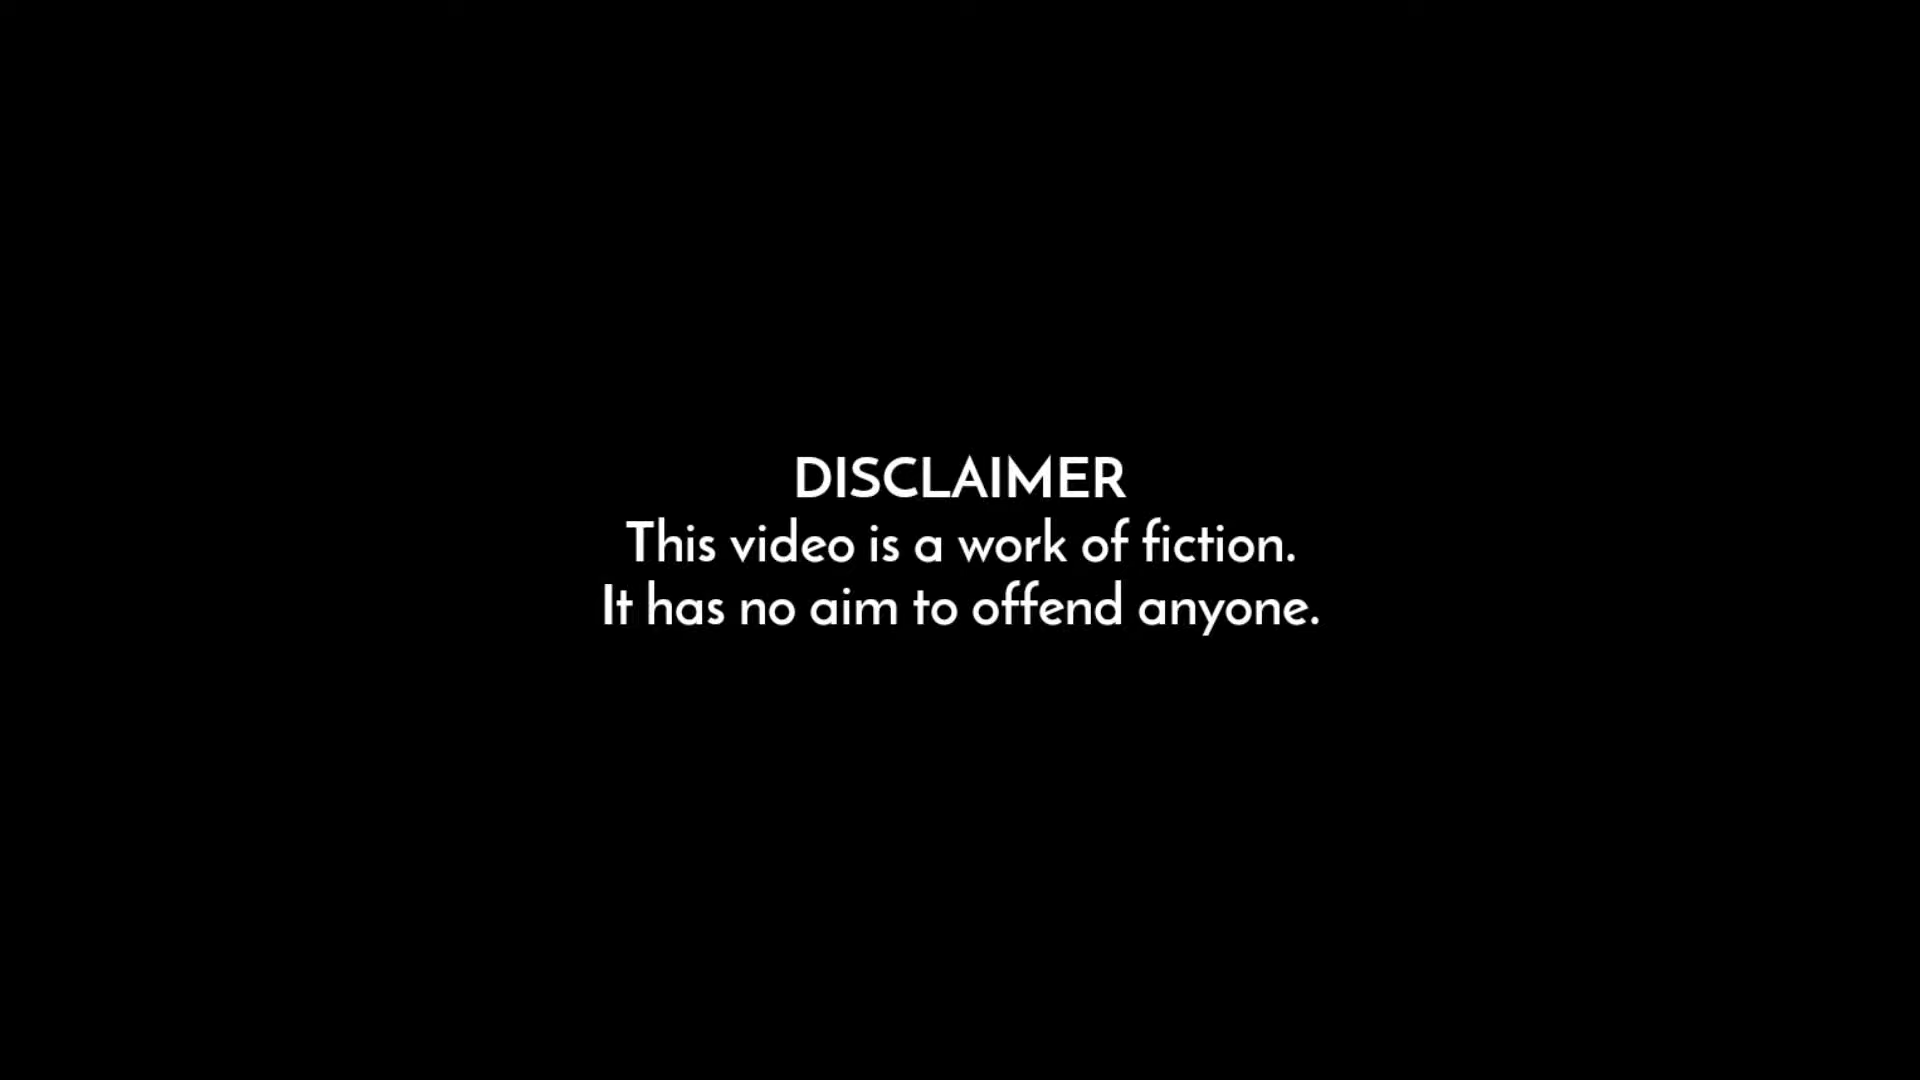 DISCLAIMER
This video is a work of fiction.
It has no aim to offend anyone.